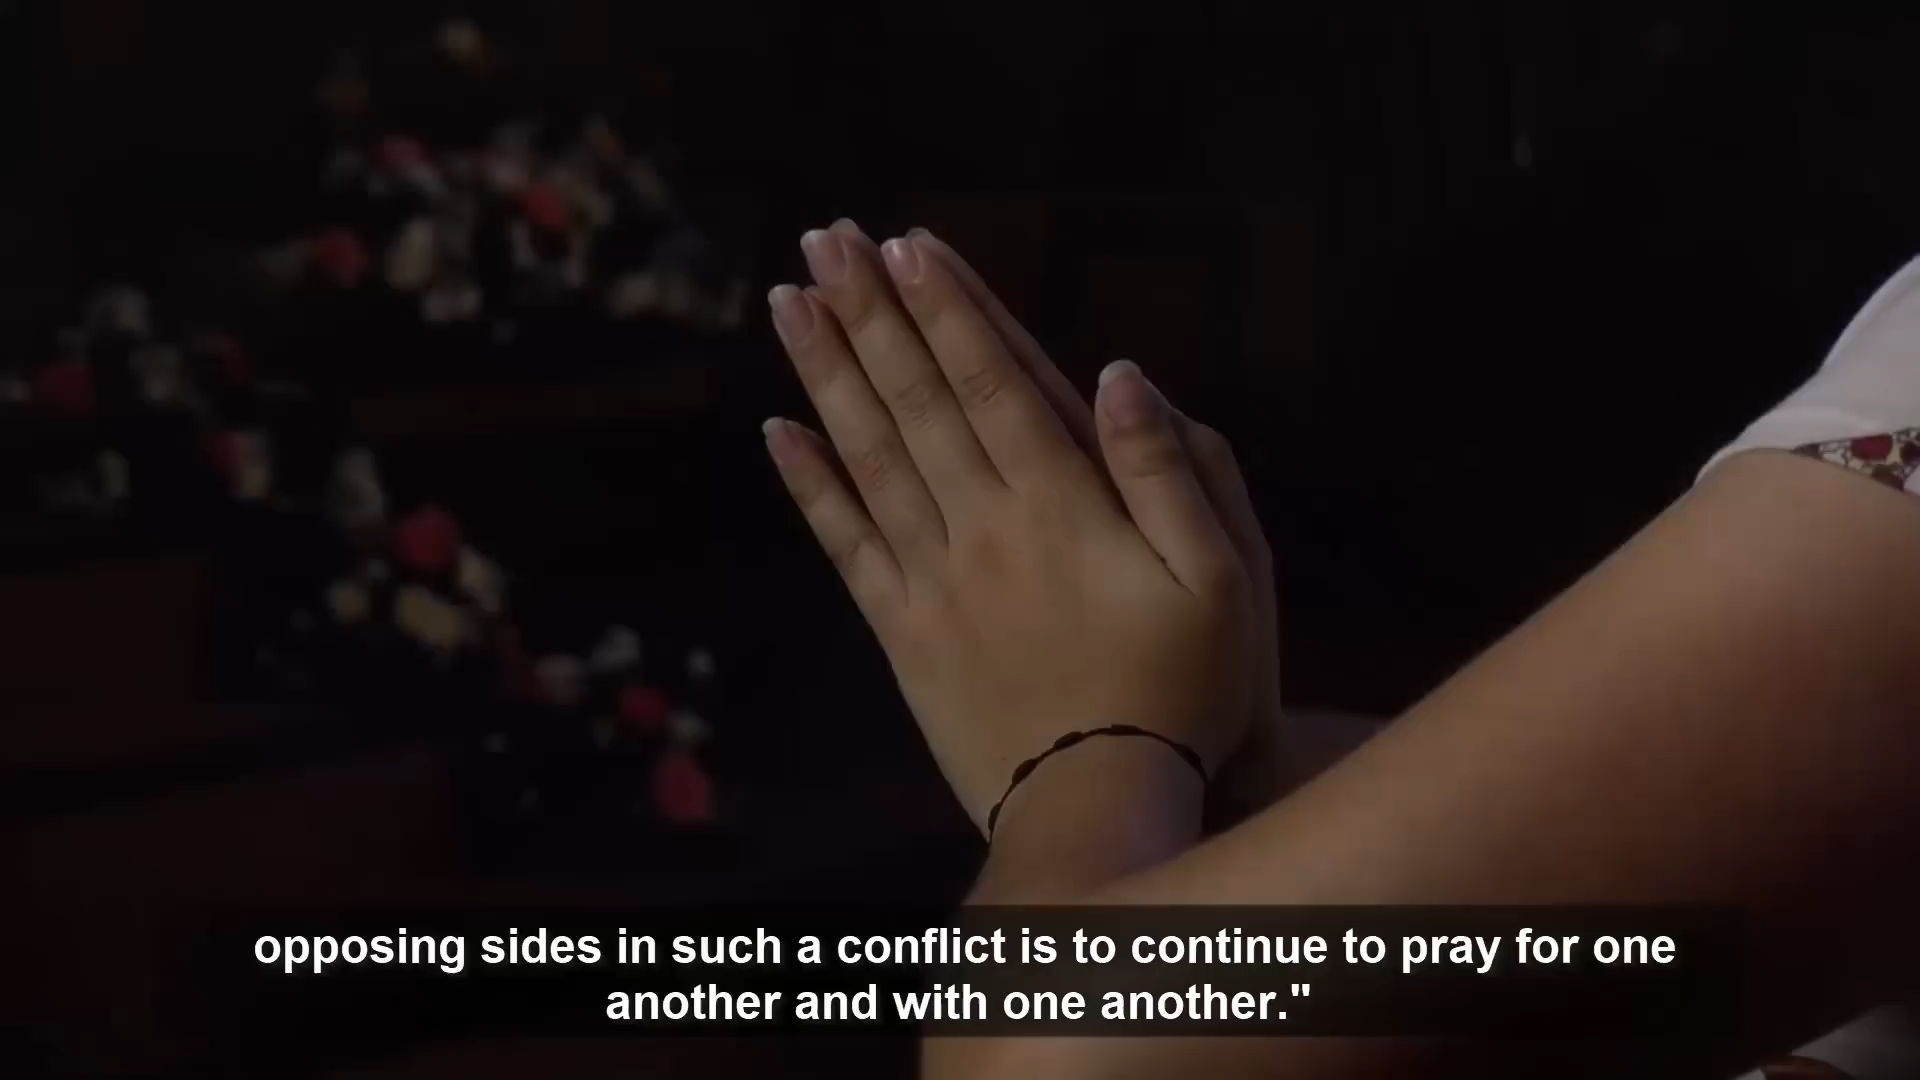 opposing sides in such a conflict is to continue to pray for one
another and with one another."